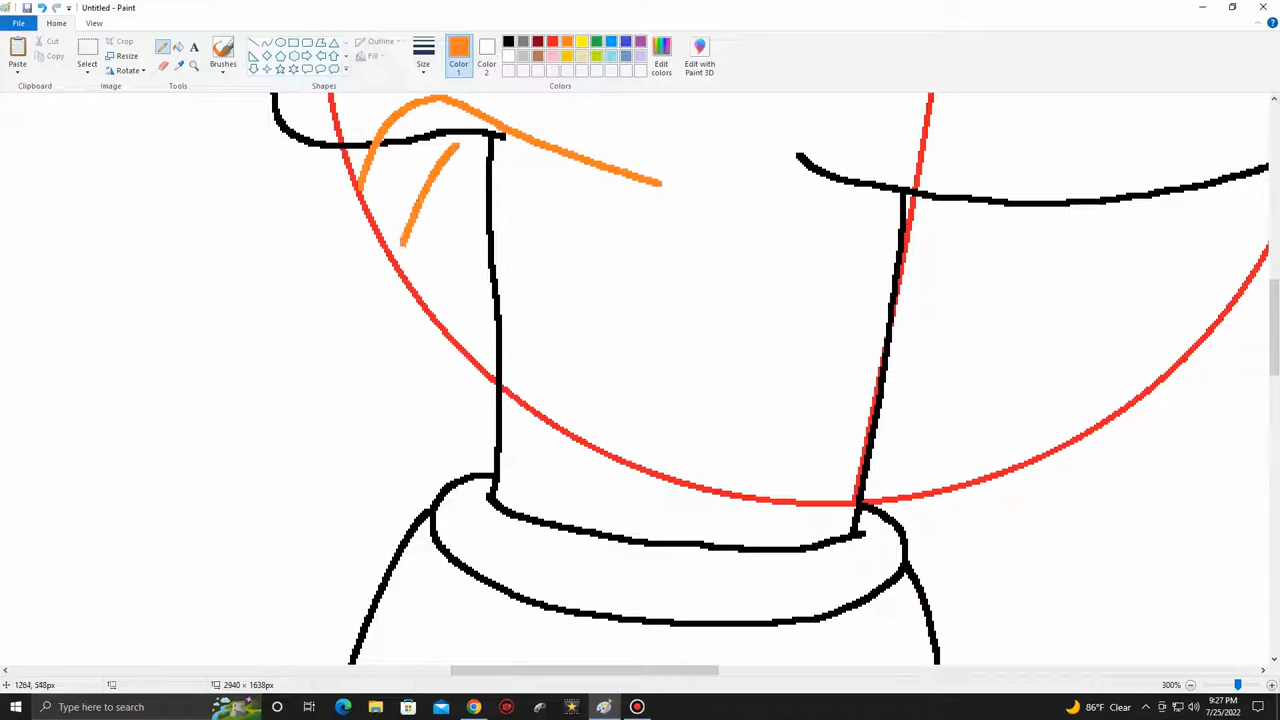 Untitled - Paint
File
Home
View
Paste
Cut
Copy
Clipboard
Select
Crop
Resize
Rotate
Image
A
Tools
Brushes
Outline
Fill
Shapes
Size
Color
1
Color
2
Edit
colors
Edit with
Paint 3D
Colors
1264, 548px
2940 × 1638px
300%
Type here to search
86°F Clear
9:27 PM
7/25/2022